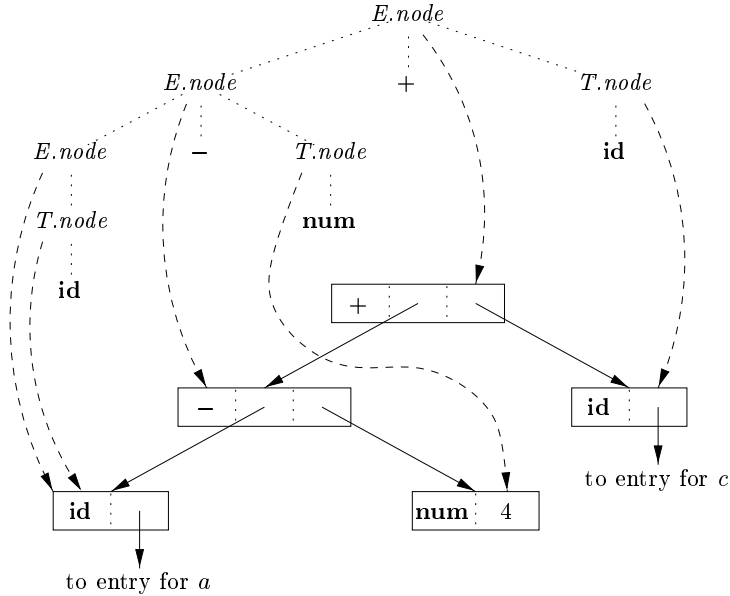 E.node
E.node + T.node
E.node − T.node id
T.node num
id
+
− id
to entry for c
id num 4
to entry for a